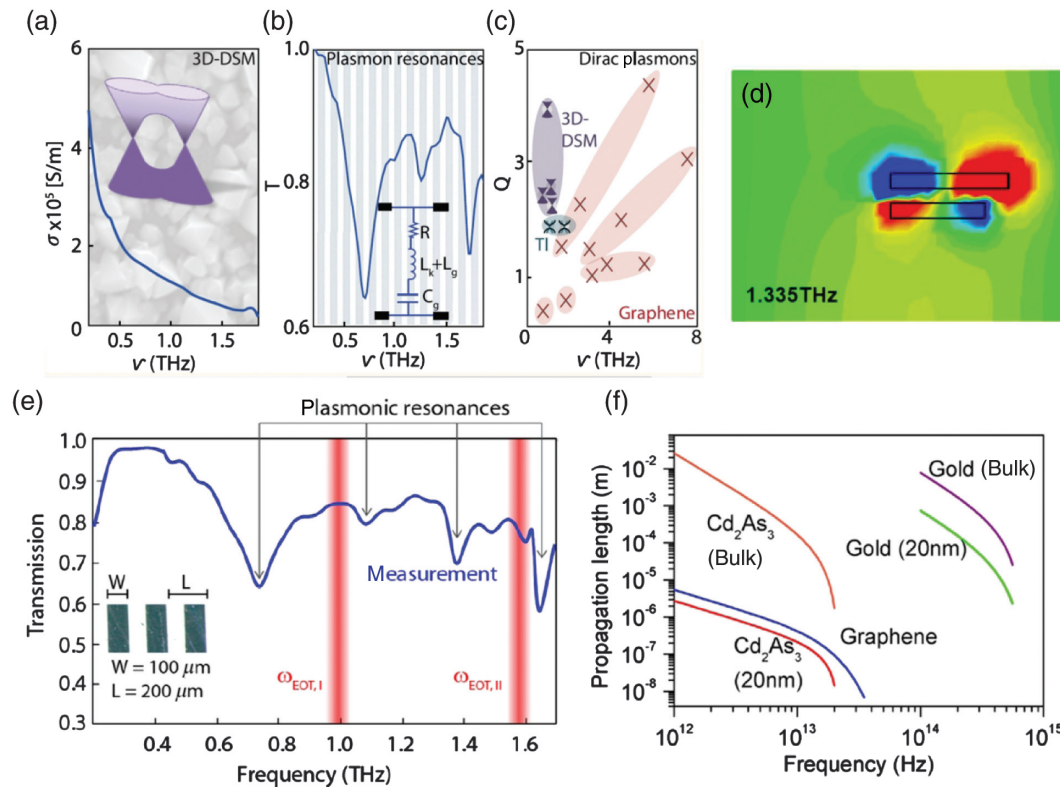 (a)
6
4
2
0
σ x10⁵ [S/m]
3D-DSM
0.5 1.0 1.5
𝜈 (THz)
(b)
1.0
0.8
0.6
T
Plasmon resonances
R
Lₖ+L_g
C_g
0.5 1.0 1.5
𝜈 (THz)
(c)
5
3
1
0 4 8
Q
Dirac plasmons
3D-
DSM
TI
Graphene
𝜈 (THz)
(d)
1.335THz
(e)
Plasmonic resonances
1.0
0.9
0.8
0.7
0.6
0.5
0.4
0.3
Transmission
Measurement
W L
W = 100 μm
L = 200 μm
ω_EOT, I
ω_EOT, II
0.4 0.6 0.8 1.0 1.2 1.4 1.6
Frequency (THz)
(f)
10⁻²
10⁻³
10⁻⁴
10⁻⁵
10⁻⁶
10⁻⁷
10⁻⁸
Propagation length (m)
Cd₂As₃
(Bulk)
Gold (Bulk)
Gold (20nm)
Graphene
Cd₂As₃
(20nm)
10¹² 10¹³ 10¹⁴ 10¹⁵
Frequency (Hz)